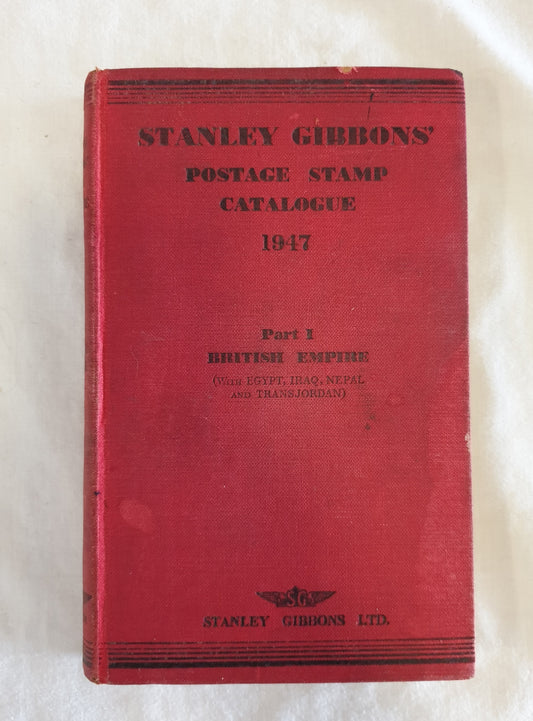 STANLEY GIBBONS'
POSTAGE STAMP
CATALOGUE
1947
Part I
BRITISH EMPIRE
(WITH EGYPT, IRAQ, NEPAL
AND TRANSJORDAN)
SG
STANLEY GIBBONS LTD.